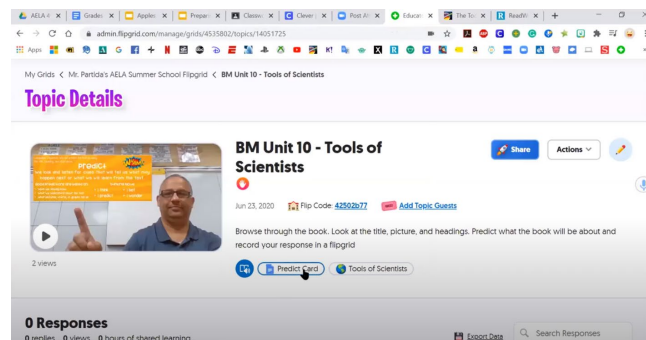 AELA 4
Grades
Apples
Prepare
Classw
Clever
Post At
Educat
The To
ReadW
admin.flipgrid.com/manage/grids/4535802/topics/14051725
Apps
My Grids < Mr. Partida's AELA Summer School Flipgrid < BM Unit 10 - Tools of Scientists
Topic Details
PREDICT
BM Unit 10 - Tools of
Scientists
Share
Actions
Jun 23, 2020 Flip Code: 42502b77 Add Topic Guests
Browse through the book. Look at the title, picture, and headings. Predict what the book will be about and
record your response in a flipgrid
2 views
Predict Card Tools of Scientists
0 Responses
0 replies 0 views 0 hours of shared learning
Export Data
Search Responses